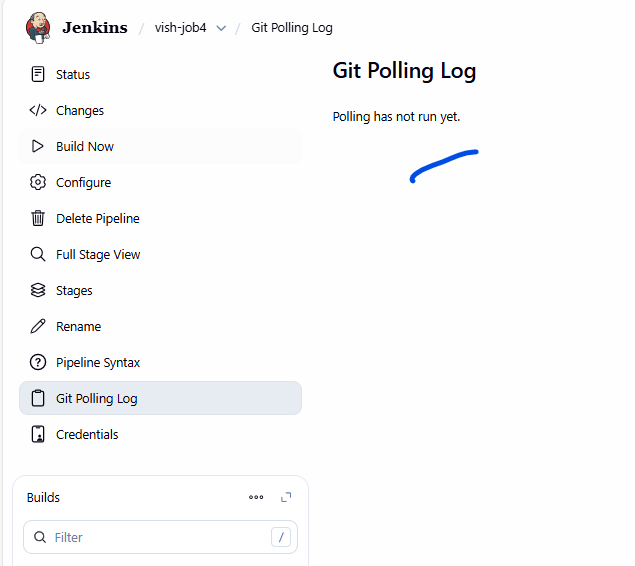 Jenkins / vish-job4 / Git Polling Log
Status
Changes
Build Now
Configure
Delete Pipeline
Full Stage View
Stages
Rename
Pipeline Syntax
Git Polling Log
Credentials
Builds
Filter /
Git Polling Log
Polling has not run yet.